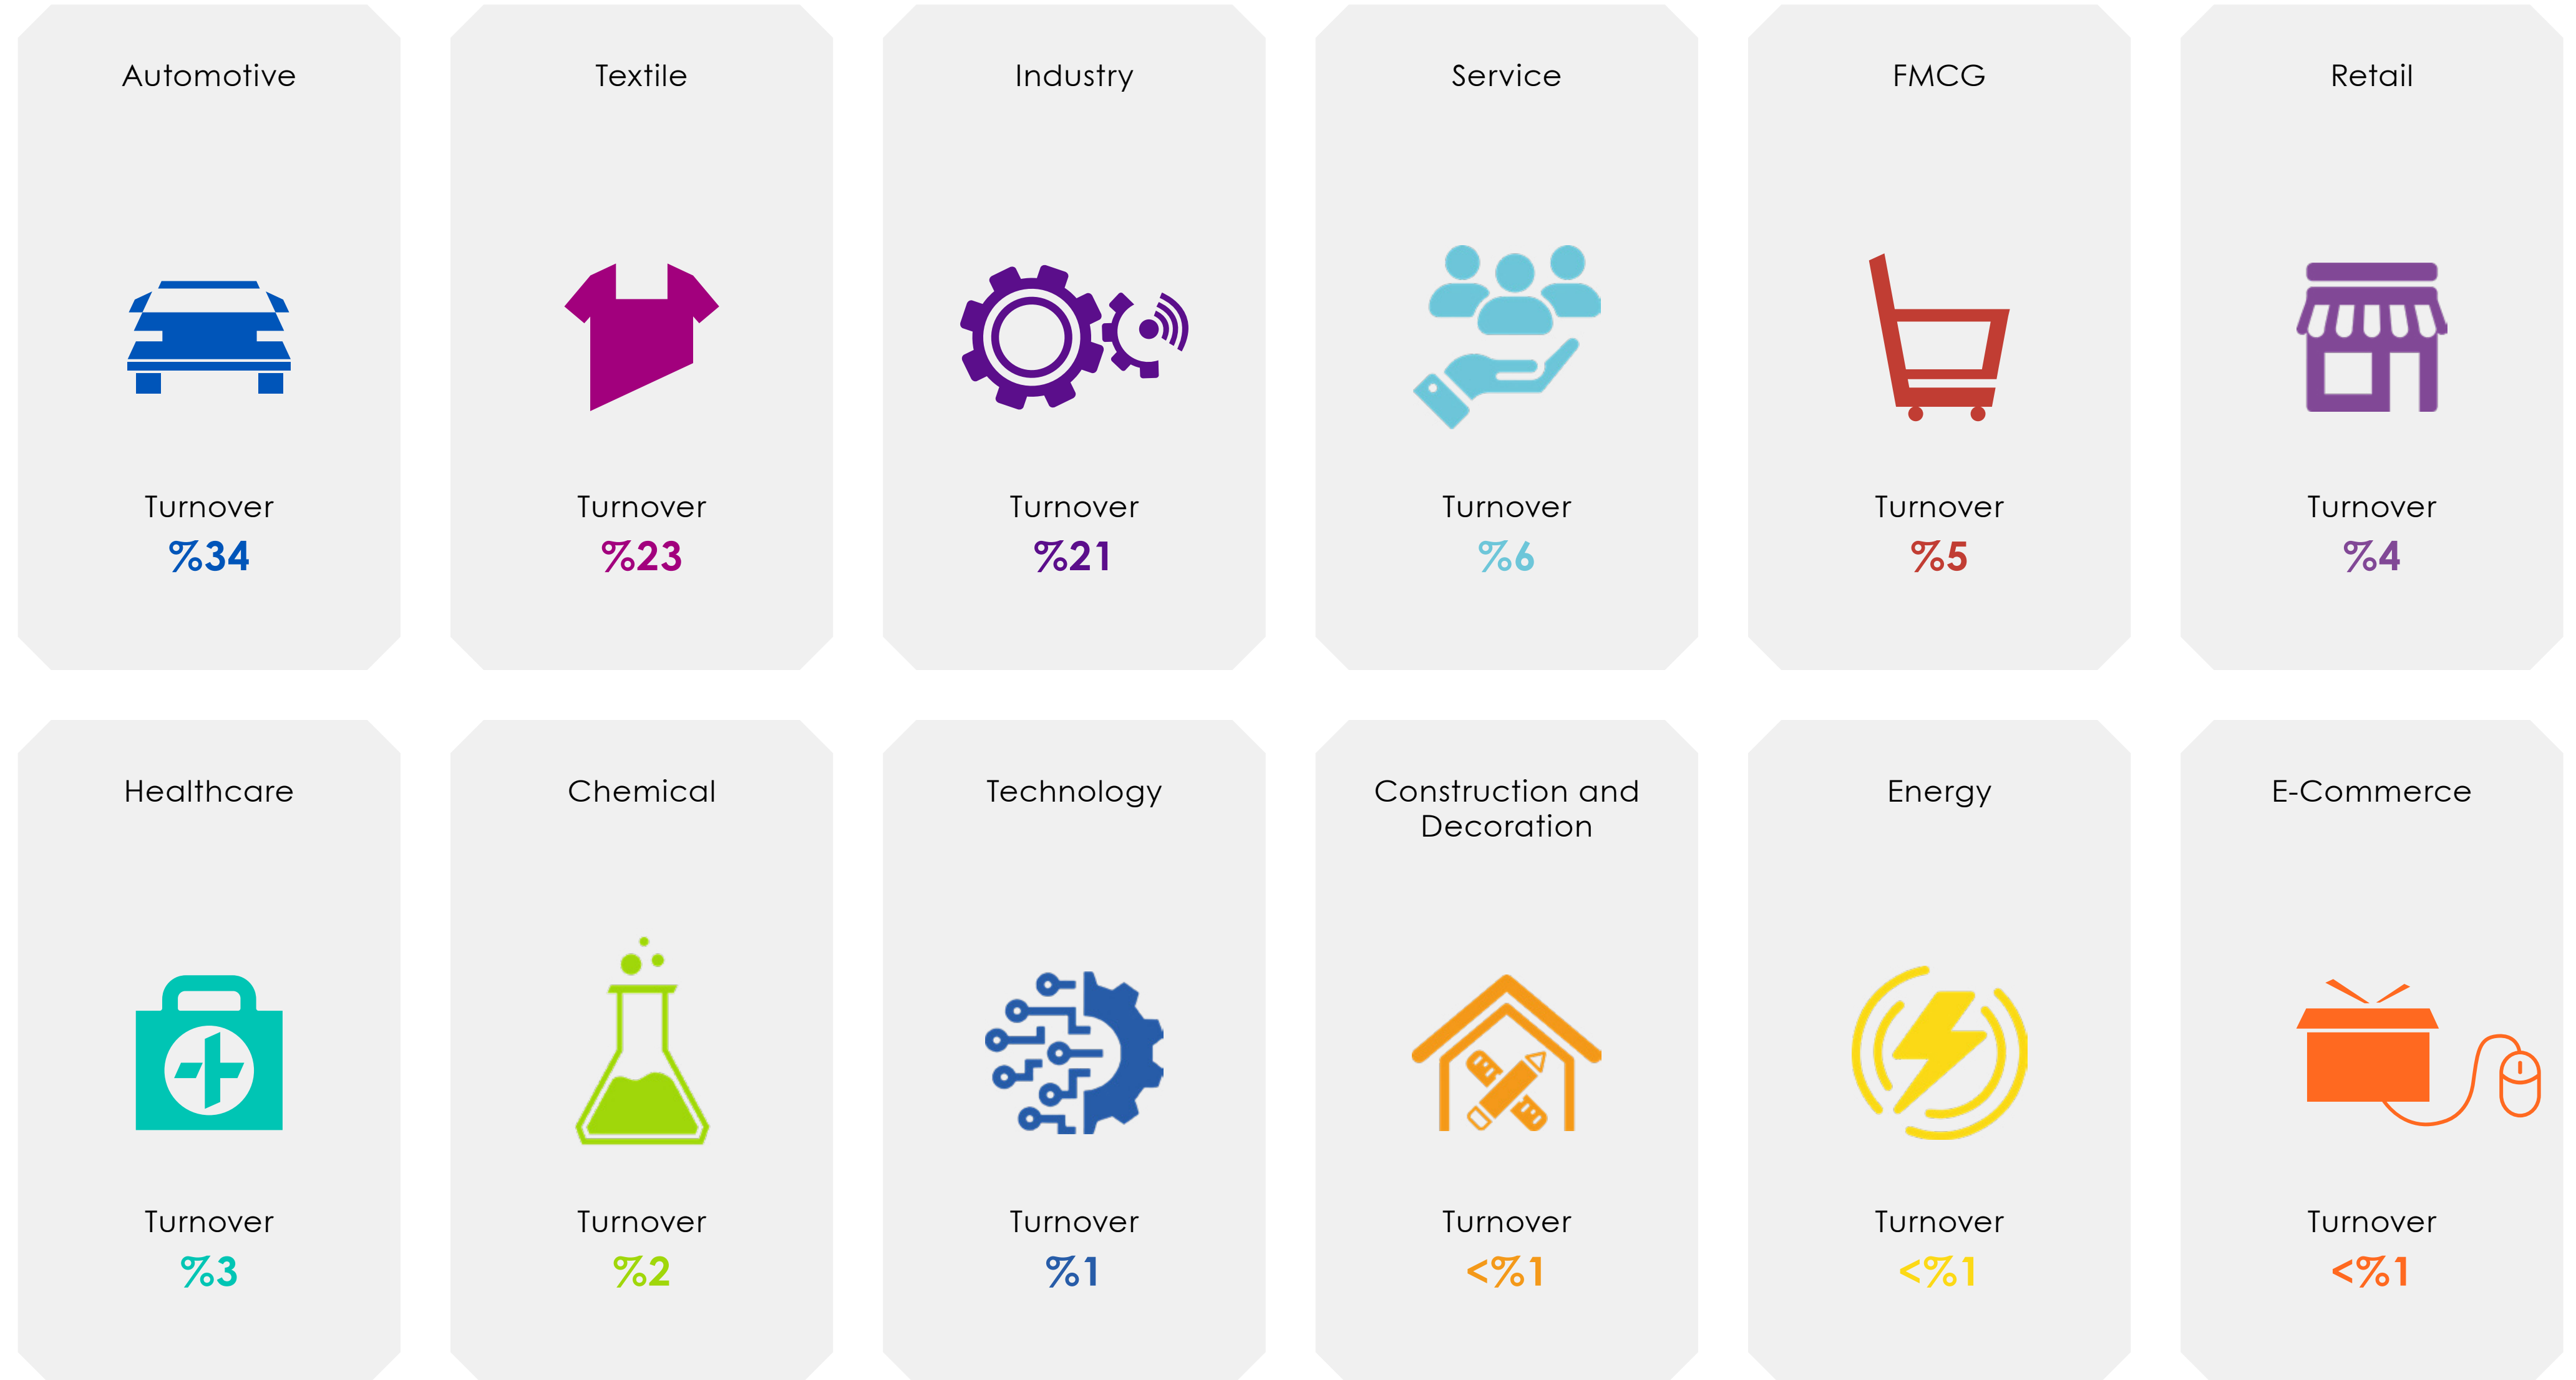 Automotive
Turnover
%34
Textile
Turnover
%23
Industry
Turnover
%21
Service
Turnover
%6
FMCG
Turnover
%5
Retail
Turnover
%4
Healthcare
Turnover
%3
Chemical
Turnover
%2
Technology
Turnover
%1
Construction and
Decoration
Turnover
<%1
Energy
Turnover
<%1
E-Commerce
Turnover
<%1